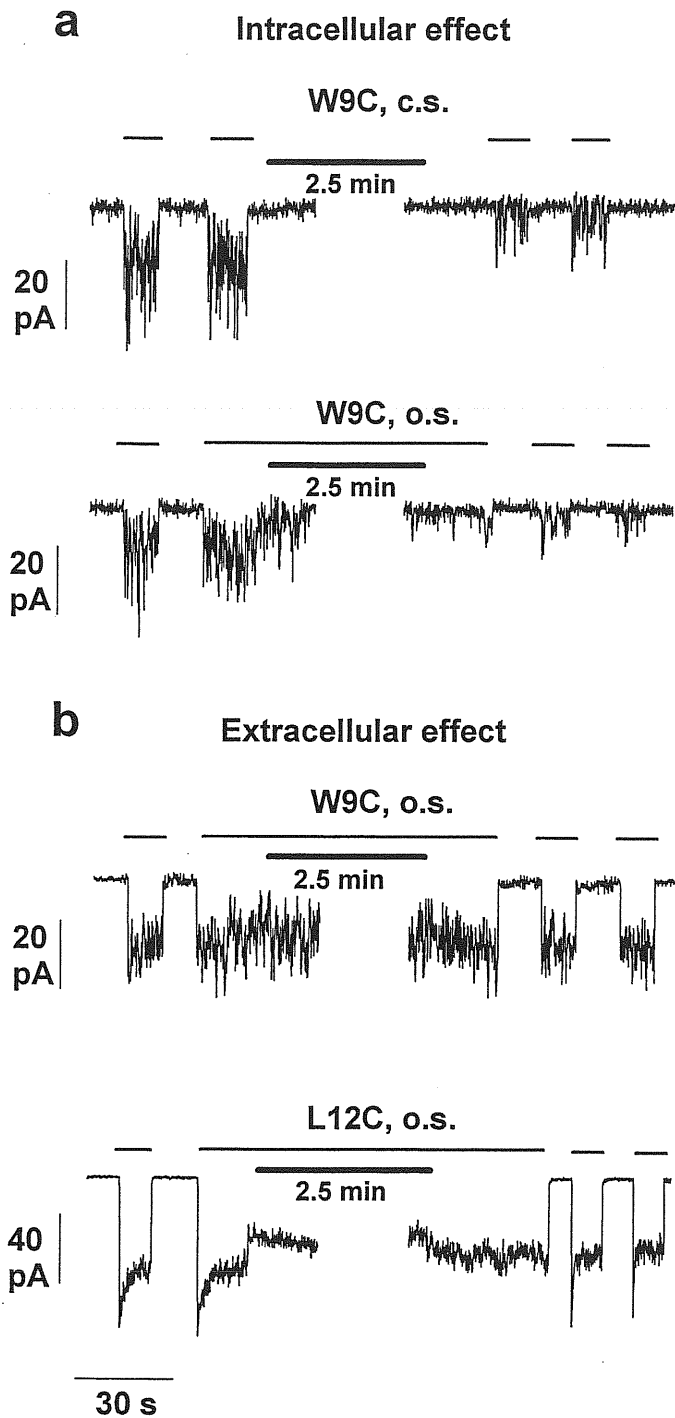 a
Intracellular effect
W9C, c.s.
2.5 min
20
pA
W9C, o.s.
2.5 min
20
pA
b
Extracellular effect
W9C, o.s.
2.5 min
20
pA
L12C, o.s.
2.5 min
40
pA
30 s